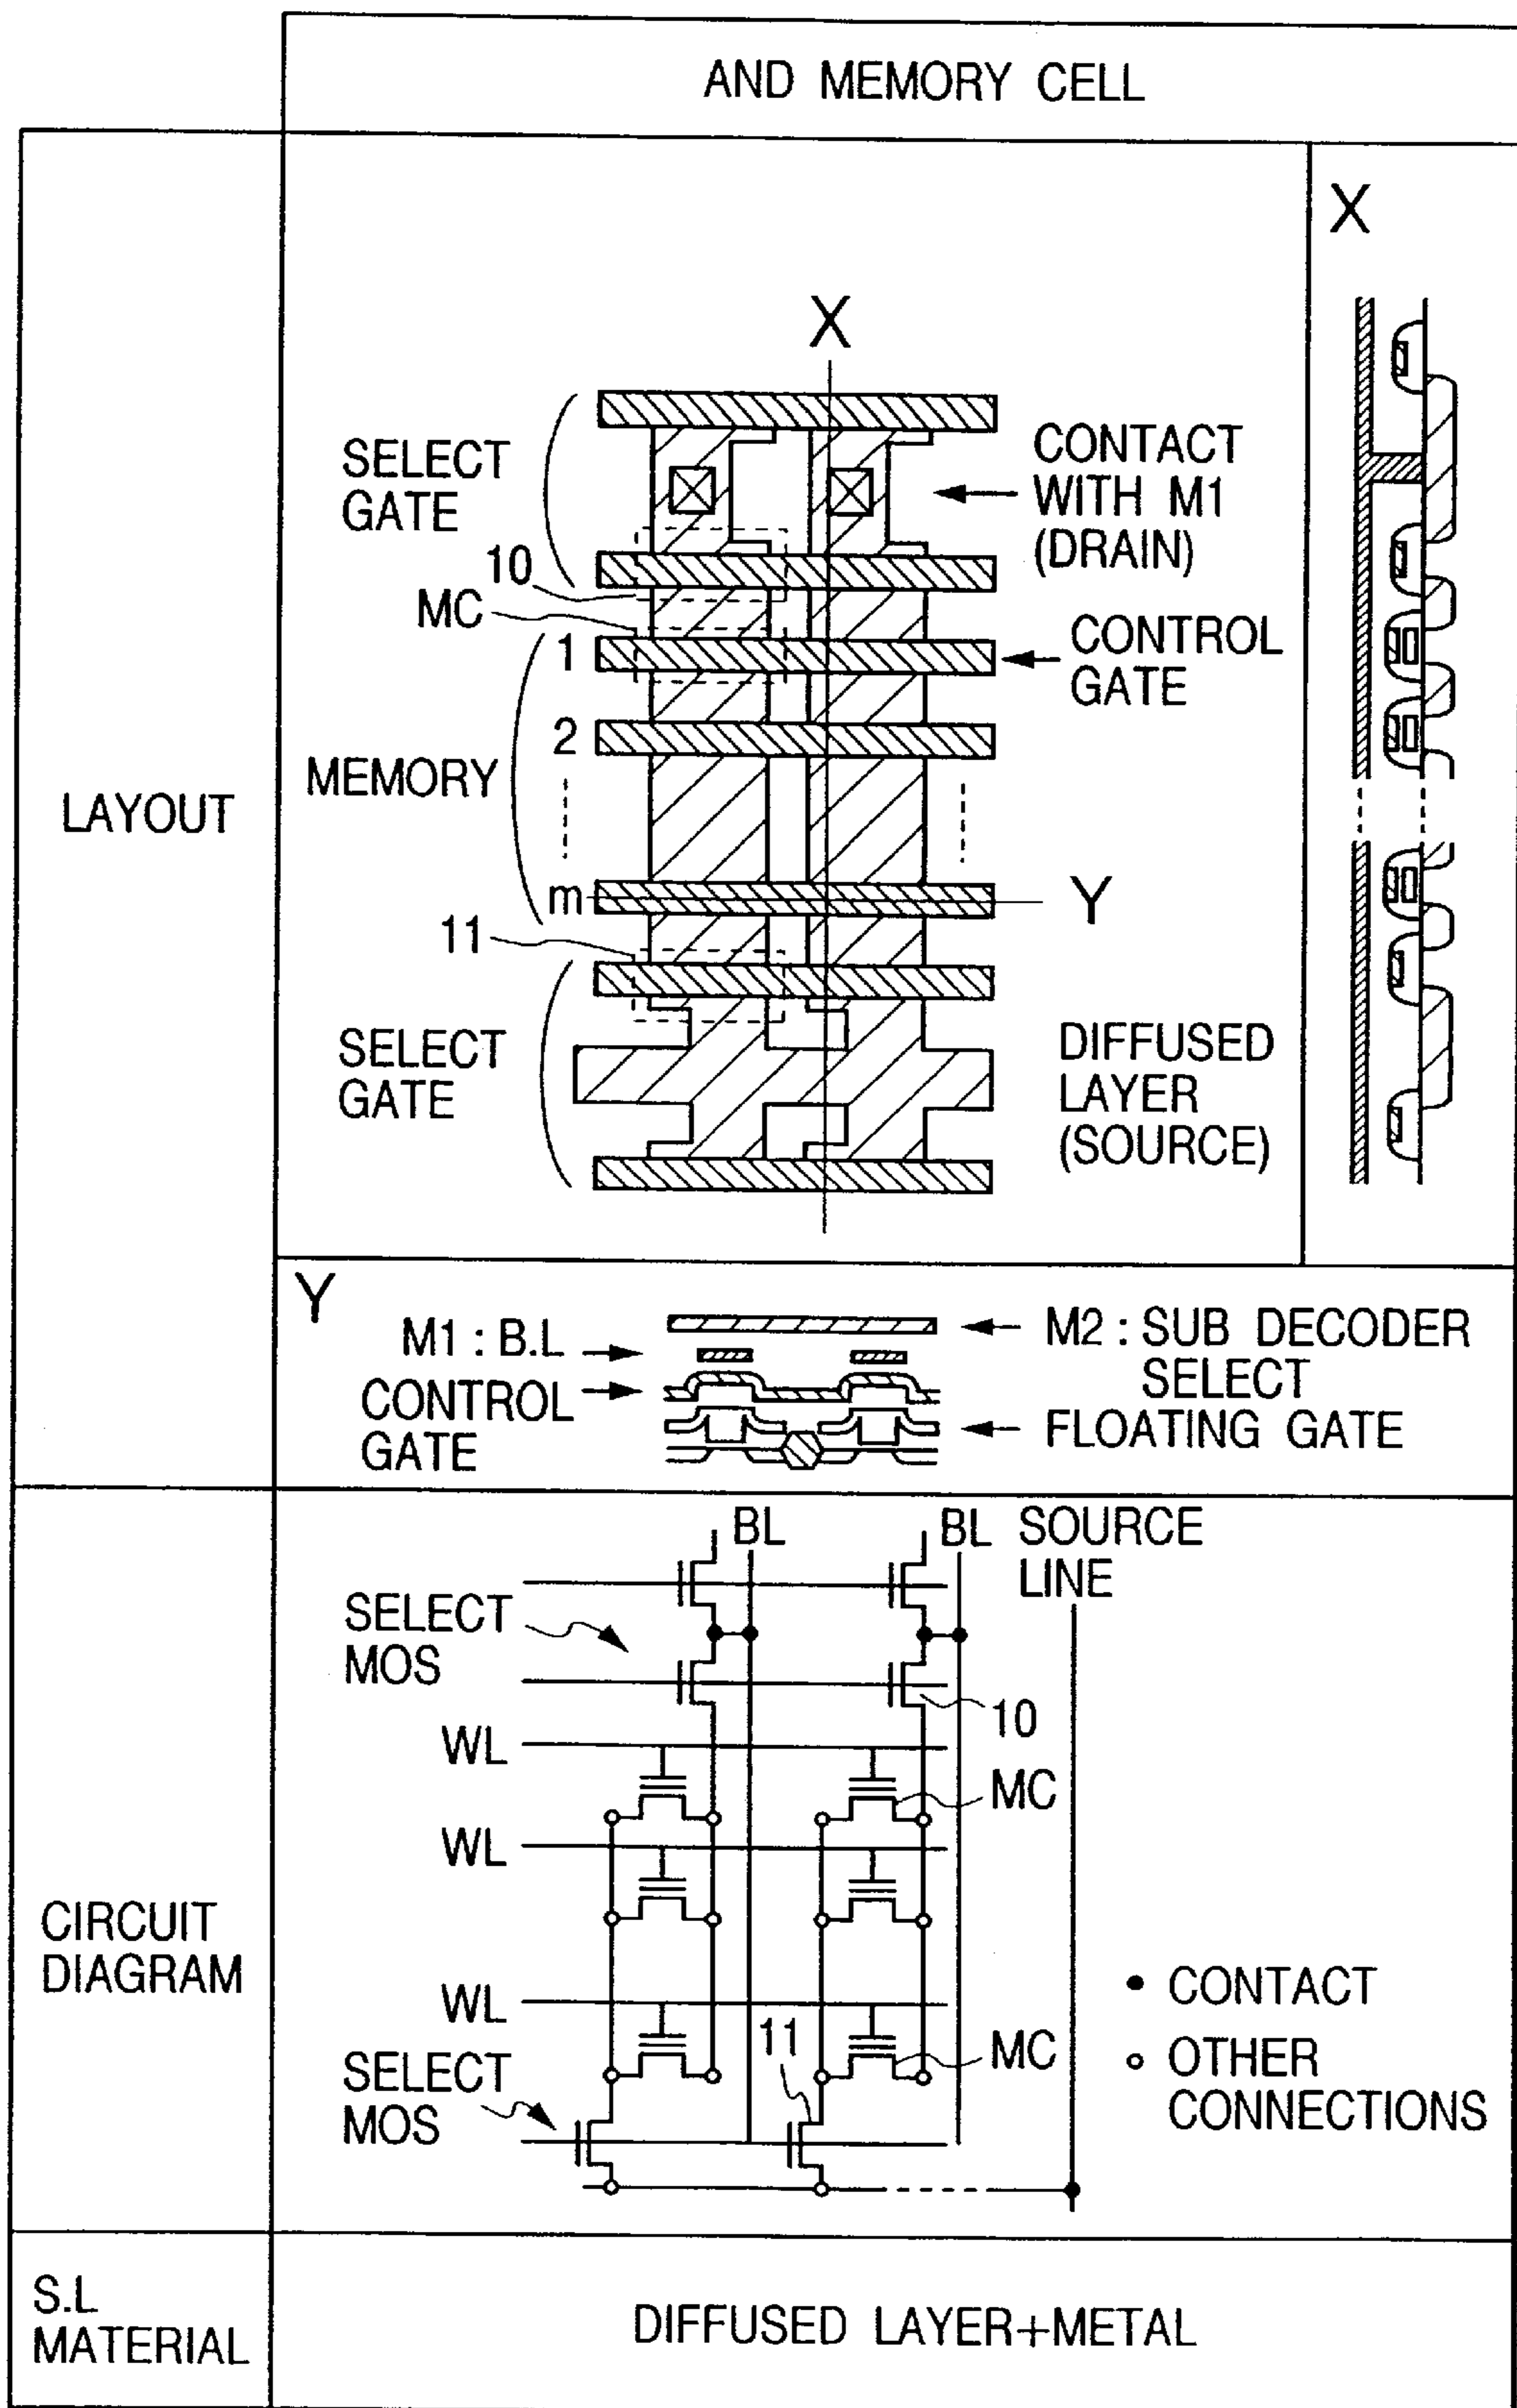 AND MEMORY CELL
LAYOUT
X
X
SELECT
GATE
CONTACT
WITH M1
(DRAIN)
10
MC
1
CONTROL
GATE
2
MEMORY
m
Y
11
SELECT
GATE
DIFFUSED
LAYER
(SOURCE)
Y
M1 : B.L
M2 : SUB DECODER
SELECT
CONTROL
GATE
FLOATING GATE
CIRCUIT
DIAGRAM
BL
BL
SOURCE
LINE
SELECT
MOS
10
WL
MC
WL
WL
11
MC
SELECT
MOS
• CONTACT
○ OTHER
CONNECTIONS
S.L
MATERIAL
DIFFUSED LAYER+METAL